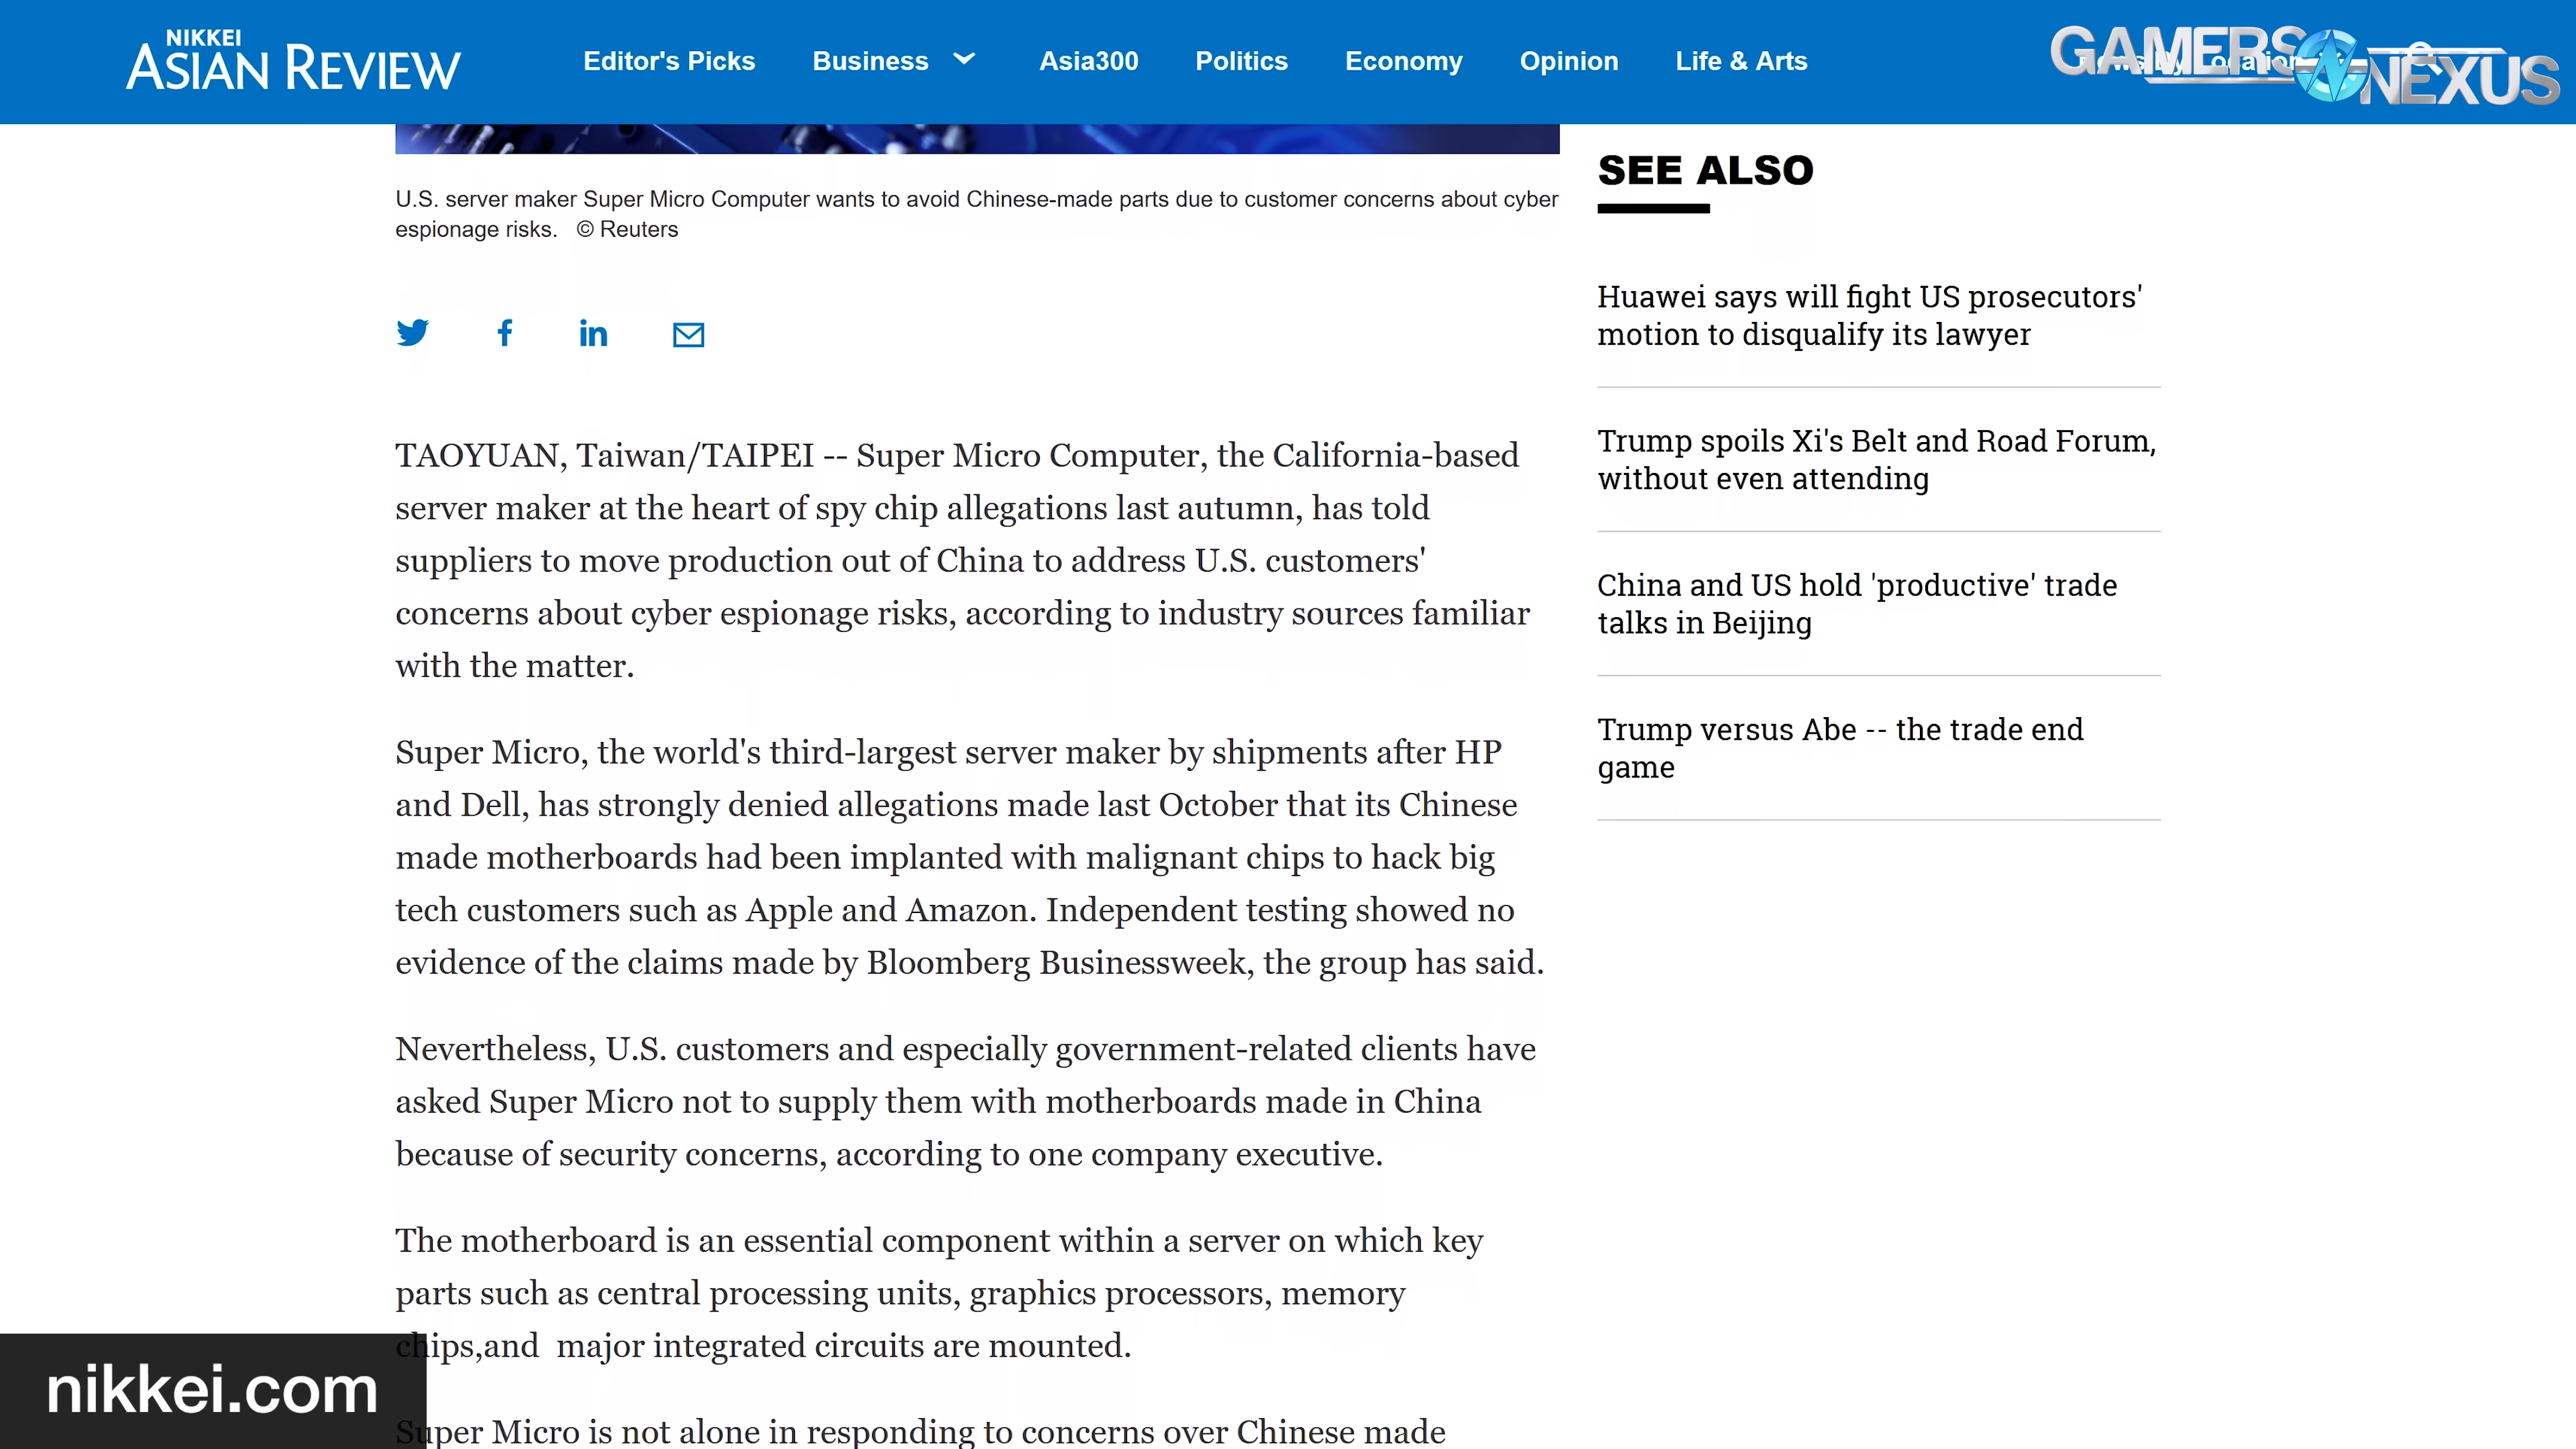 NIKKEI
ASIAN REVIEW
Editor's Picks Business Asia300 Politics Economy Opinion Life & Arts
GAMERS NEXUS
U.S. server maker Super Micro Computer wants to avoid Chinese-made parts due to customer concerns about cyber
espionage risks. © Reuters
TAOYUAN, Taiwan/TAIPEI -- Super Micro Computer, the California-based
server maker at the heart of spy chip allegations last autumn, has told
suppliers to move production out of China to address U.S. customers'
concerns about cyber espionage risks, according to industry sources familiar
with the matter.
Super Micro, the world's third-largest server maker by shipments after HP
and Dell, has strongly denied allegations made last October that its Chinese
made motherboards had been implanted with malignant chips to hack big
tech customers such as Apple and Amazon. Independent testing showed no
evidence of the claims made by Bloomberg Businessweek, the group has said.
Nevertheless, U.S. customers and especially government-related clients have
asked Super Micro not to supply them with motherboards made in China
because of security concerns, according to one company executive.
The motherboard is an essential component within a server on which key
parts such as central processing units, graphics processors, memory
chips,and major integrated circuits are mounted.
Super Micro is not alone in responding to concerns over Chinese made
SEE ALSO
Huawei says will fight US prosecutors'
motion to disqualify its lawyer
Trump spoils Xi's Belt and Road Forum,
without even attending
China and US hold 'productive' trade
talks in Beijing
Trump versus Abe -- the trade end
game
nikkei.com